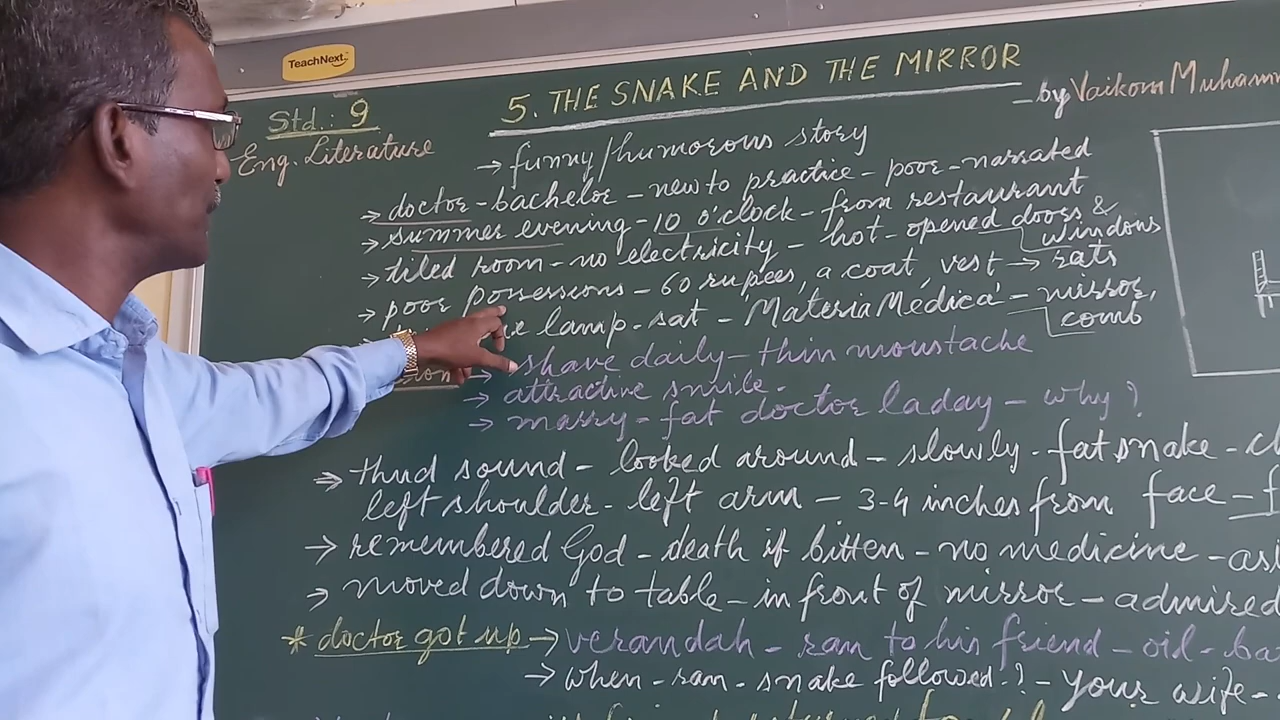 TeachNext
5. THE SNAKE AND THE MIRROR
Std.: 9
- by Vaikom Muhamm
Eng. Literature
→ funny/humorous story
→ doctor - bachelor - new to practice - poor - narrated
→ summer evening - 10 o'clock - from restaurant
→ tiled room - no electricity - hot - opened doors & windows
→ poor possessions - 60 rupees, a coat, vest → rats
lamp - sat - 'Materia Medica' - mirror, comb
→ shave daily - thin moustache
→ attractive smile.
→ marry - fat doctor laday - why?
→ thud sound - looked around - slowly - fat snake - c
left shoulder - left arm - 3-4 inches from face - f
→ remembered God - death if bitten - no medicine - as
→ moved down to table - in front of mirror - admired
* doctor got up → verandah - ran to his friend - oil - ba
→ when - ran - snake followed.? - your wife -